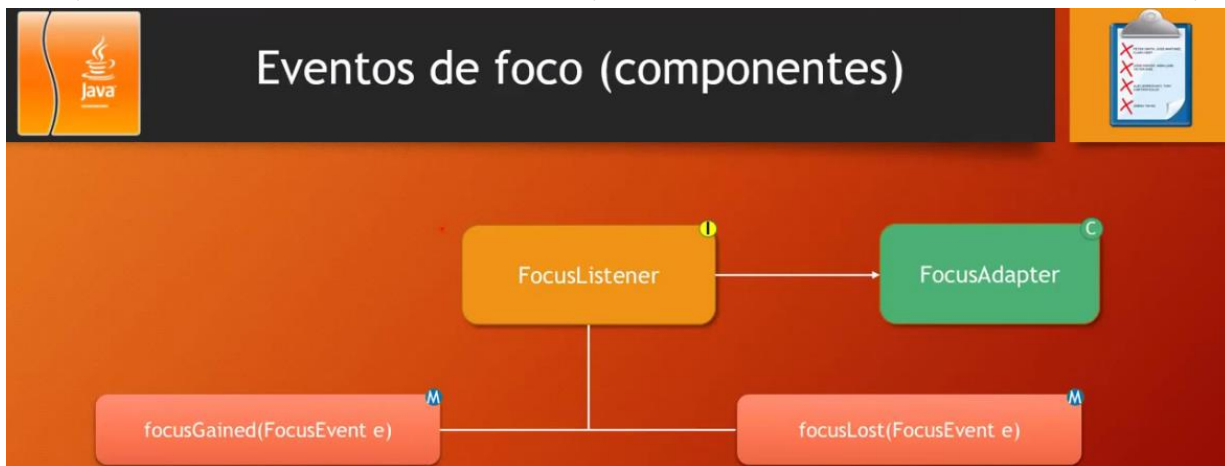 Java
Eventos de foco (componentes)
I
FocusListener
C
FocusAdapter
M
focusGained(FocusEvent e)
M
focusLost(FocusEvent e)